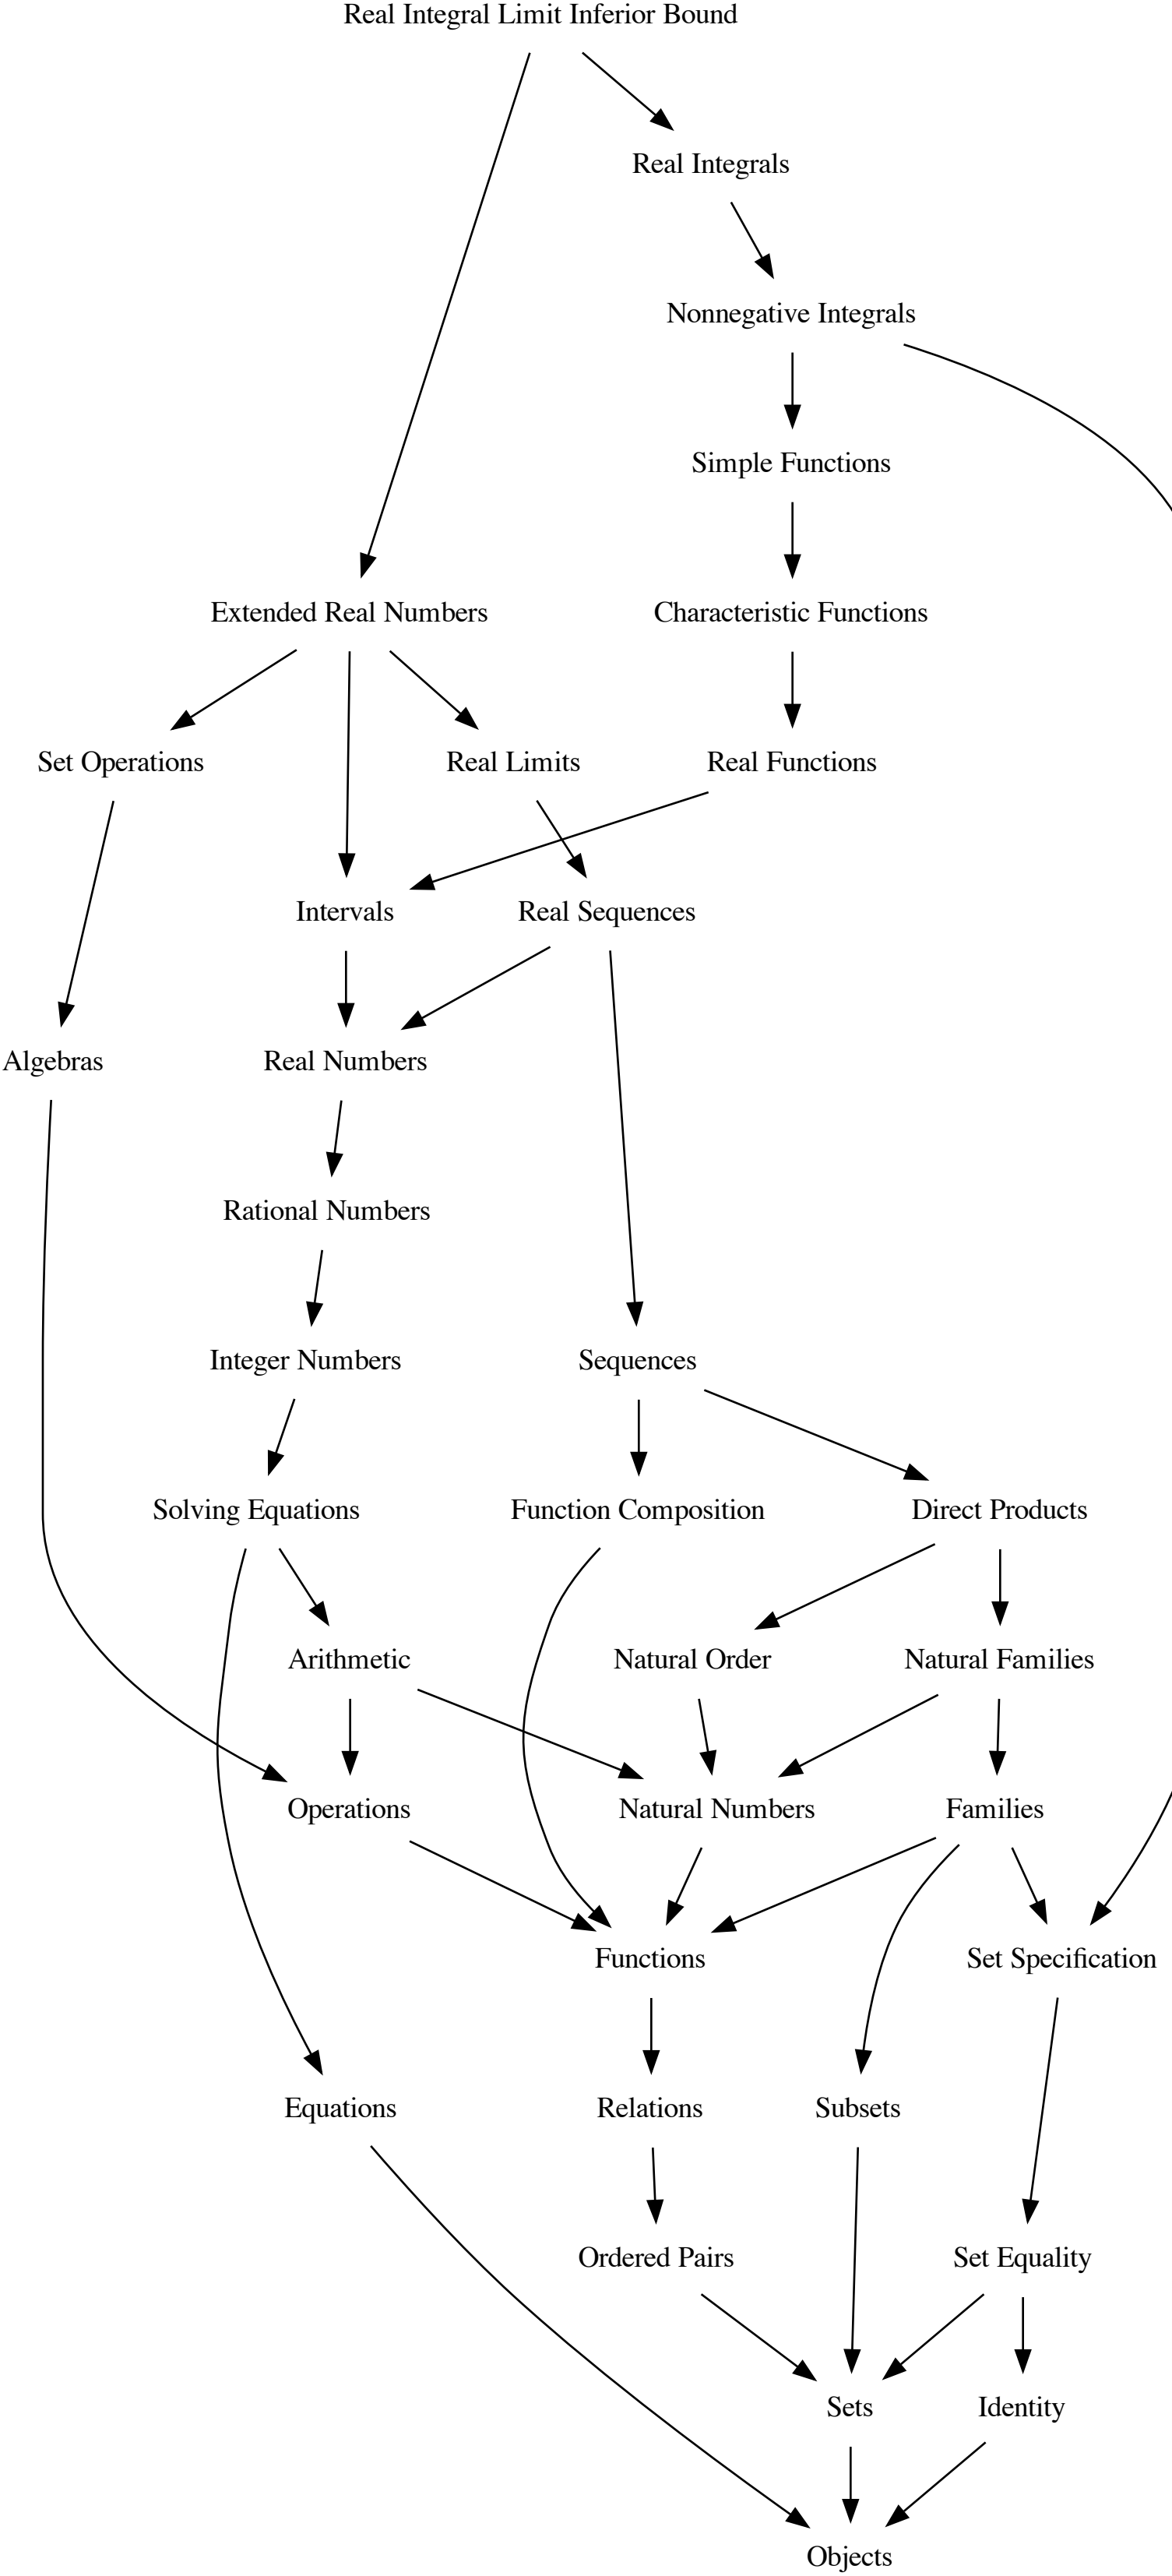 Real Integral Limit Inferior Bound
Real Integrals
Nonnegative Integrals
Simple Functions
Extended Real Numbers
Characteristic Functions
Set Operations
Real Limits
Real Functions
Intervals
Real Sequences
Algebras
Real Numbers
Rational Numbers
Integer Numbers
Sequences
Solving Equations
Function Composition
Direct Products
Arithmetic
Natural Order
Natural Families
Operations
Natural Numbers
Families
Functions
Set Specification
Equations
Relations
Subsets
Ordered Pairs
Set Equality
Sets
Identity
Objects